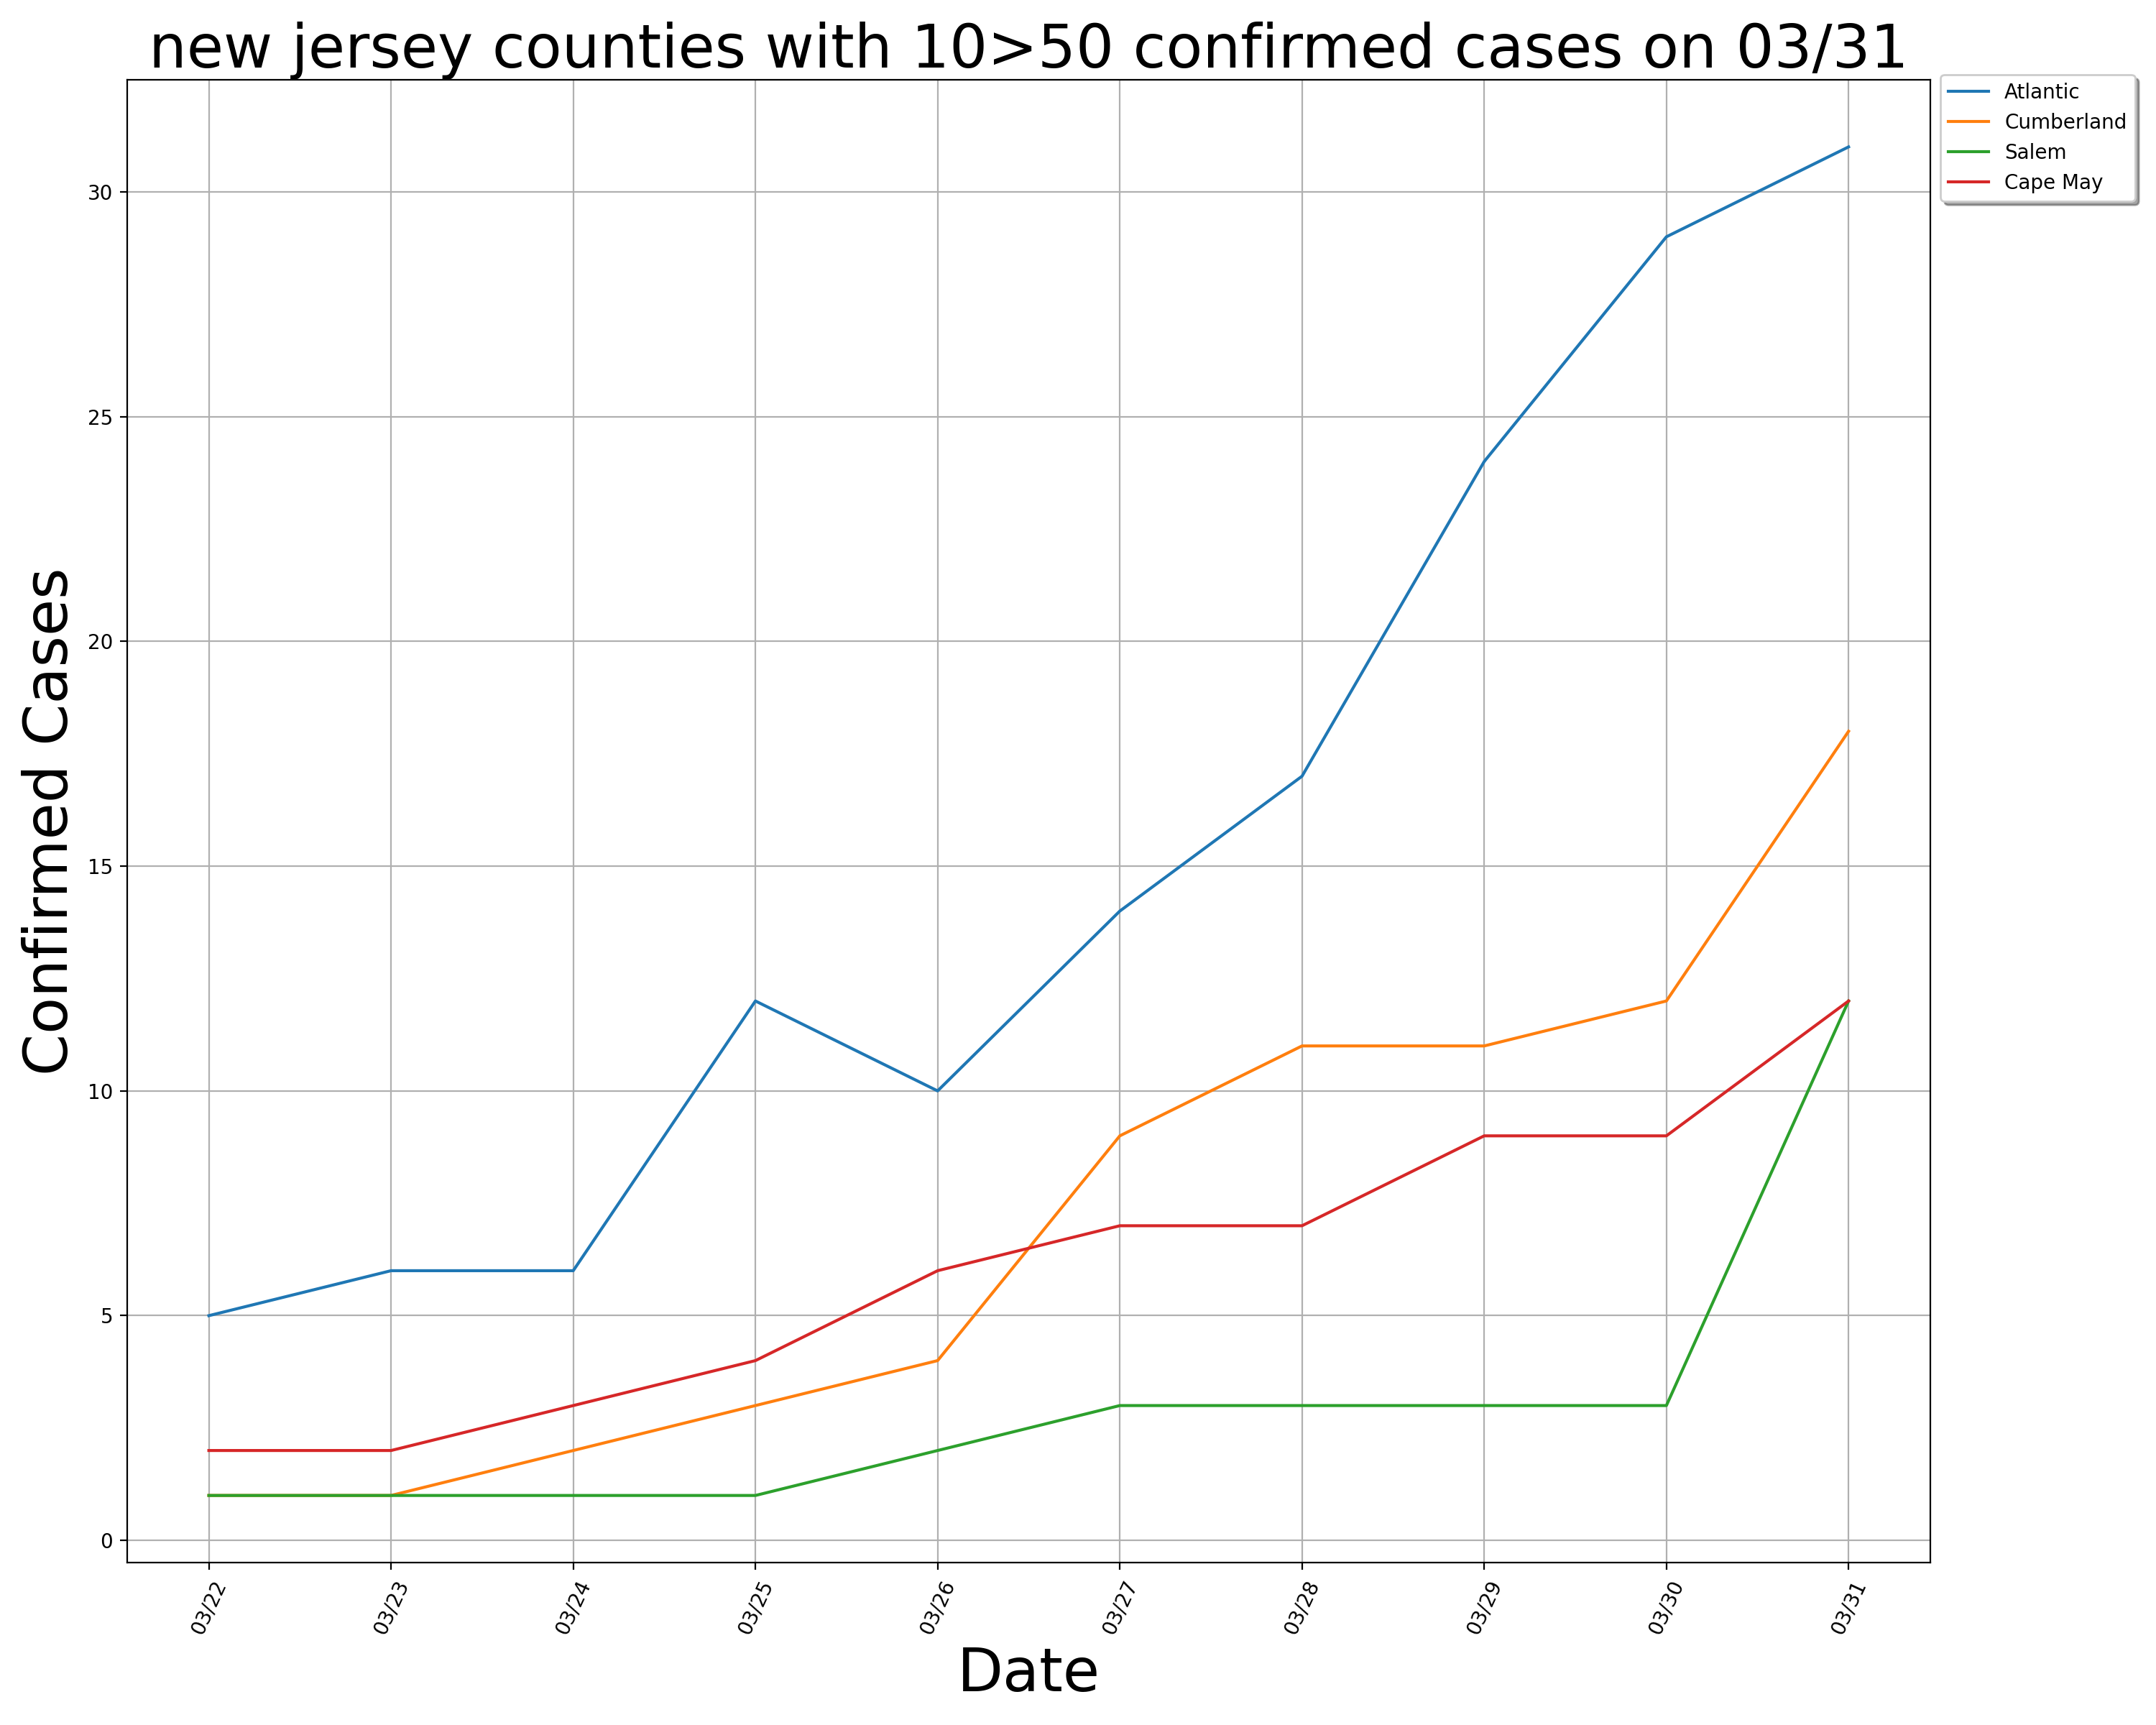 new jersey counties with 10>50 confirmed cases on 03/31
Atlantic
Cumberland
Salem
Cape May
Confirmed Cases
30
25
20
15
10
5
0
03/22
03/23
03/24
03/25
03/26
03/27
03/28
03/29
03/30
03/31
Date